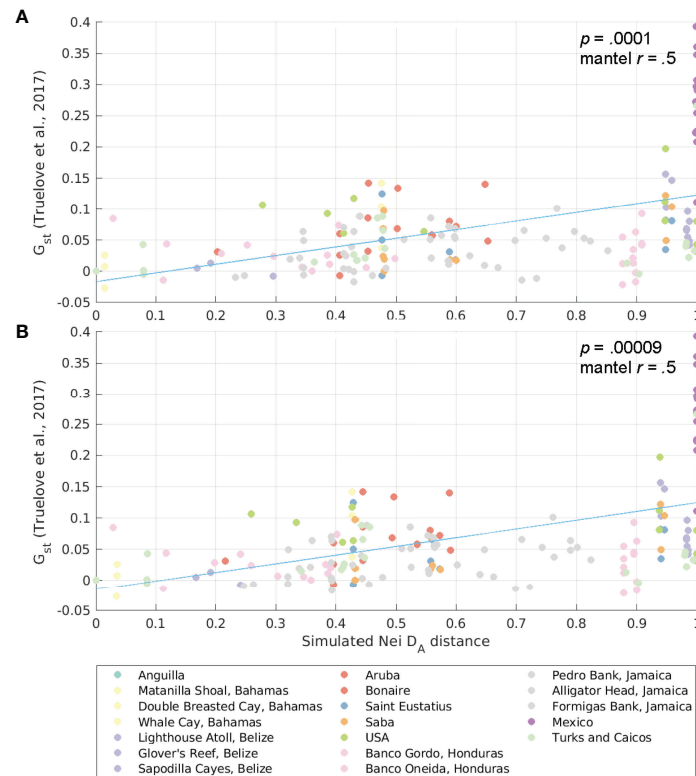 A
p = .0001
mantel r = .5
0.4
0.35
0.3
0.25
0.2
0.15
0.1
0.05
0
-0.05
G_st (Truelove et al., 2017)
0 0.1 0.2 0.3 0.4 0.5 0.6 0.7 0.8 0.9 1
B
p = .00009
mantel r = .5
0.4
0.35
0.3
0.25
0.2
0.15
0.1
0.05
0
-0.05
G_st (Truelove et al., 2017)
0 0.1 0.2 0.3 0.4 0.5 0.6 0.7 0.8 0.9 1
Simulated Nei D_A distance
Anguilla
Matanilla Shoal, Bahamas
Double Breasted Cay, Bahamas
Whale Cay, Bahamas
Lighthouse Atoll, Belize
Glover's Reef, Belize
Sapodilla Cayes, Belize
Aruba
Bonaire
Saint Eustatius
Saba
USA
Banco Gordo, Honduras
Banco Oneida, Honduras
Pedro Bank, Jamaica
Alligator Head, Jamaica
Formigas Bank, Jamaica
Mexico
Turks and Caicos